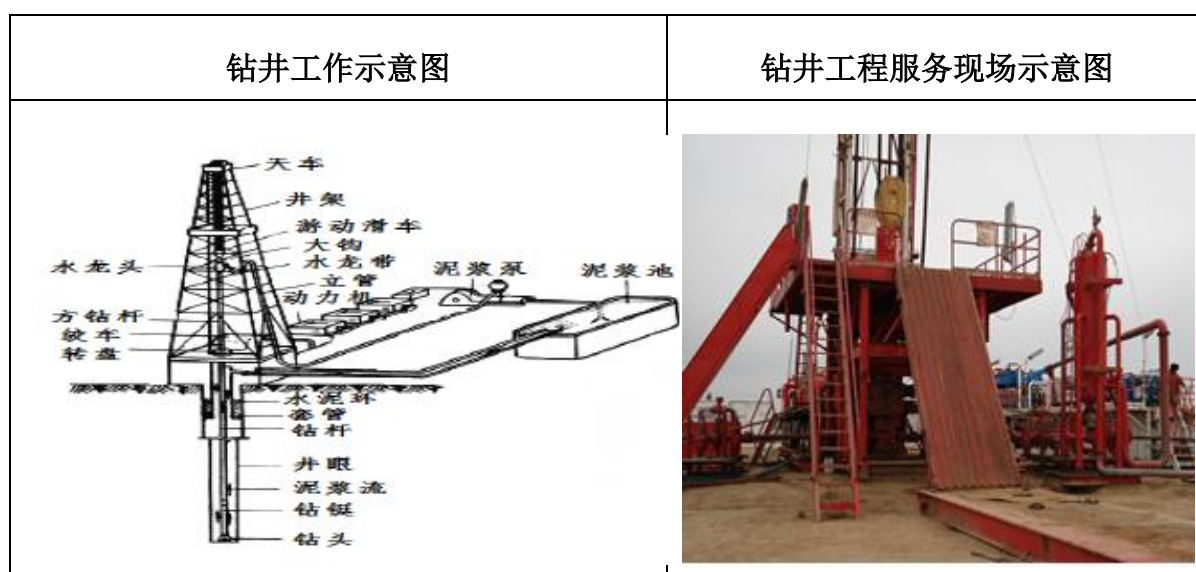 钻井工作示意图
钻井工程服务现场示意图
天车
井架
游动滑车
大钩
水龙头
水龙带
立管
泥浆泵
泥浆池
动力机
方钻杆
绞车
转盘
水泥环
套管
钻杆
井眼
泥浆流
钻铤
钻头